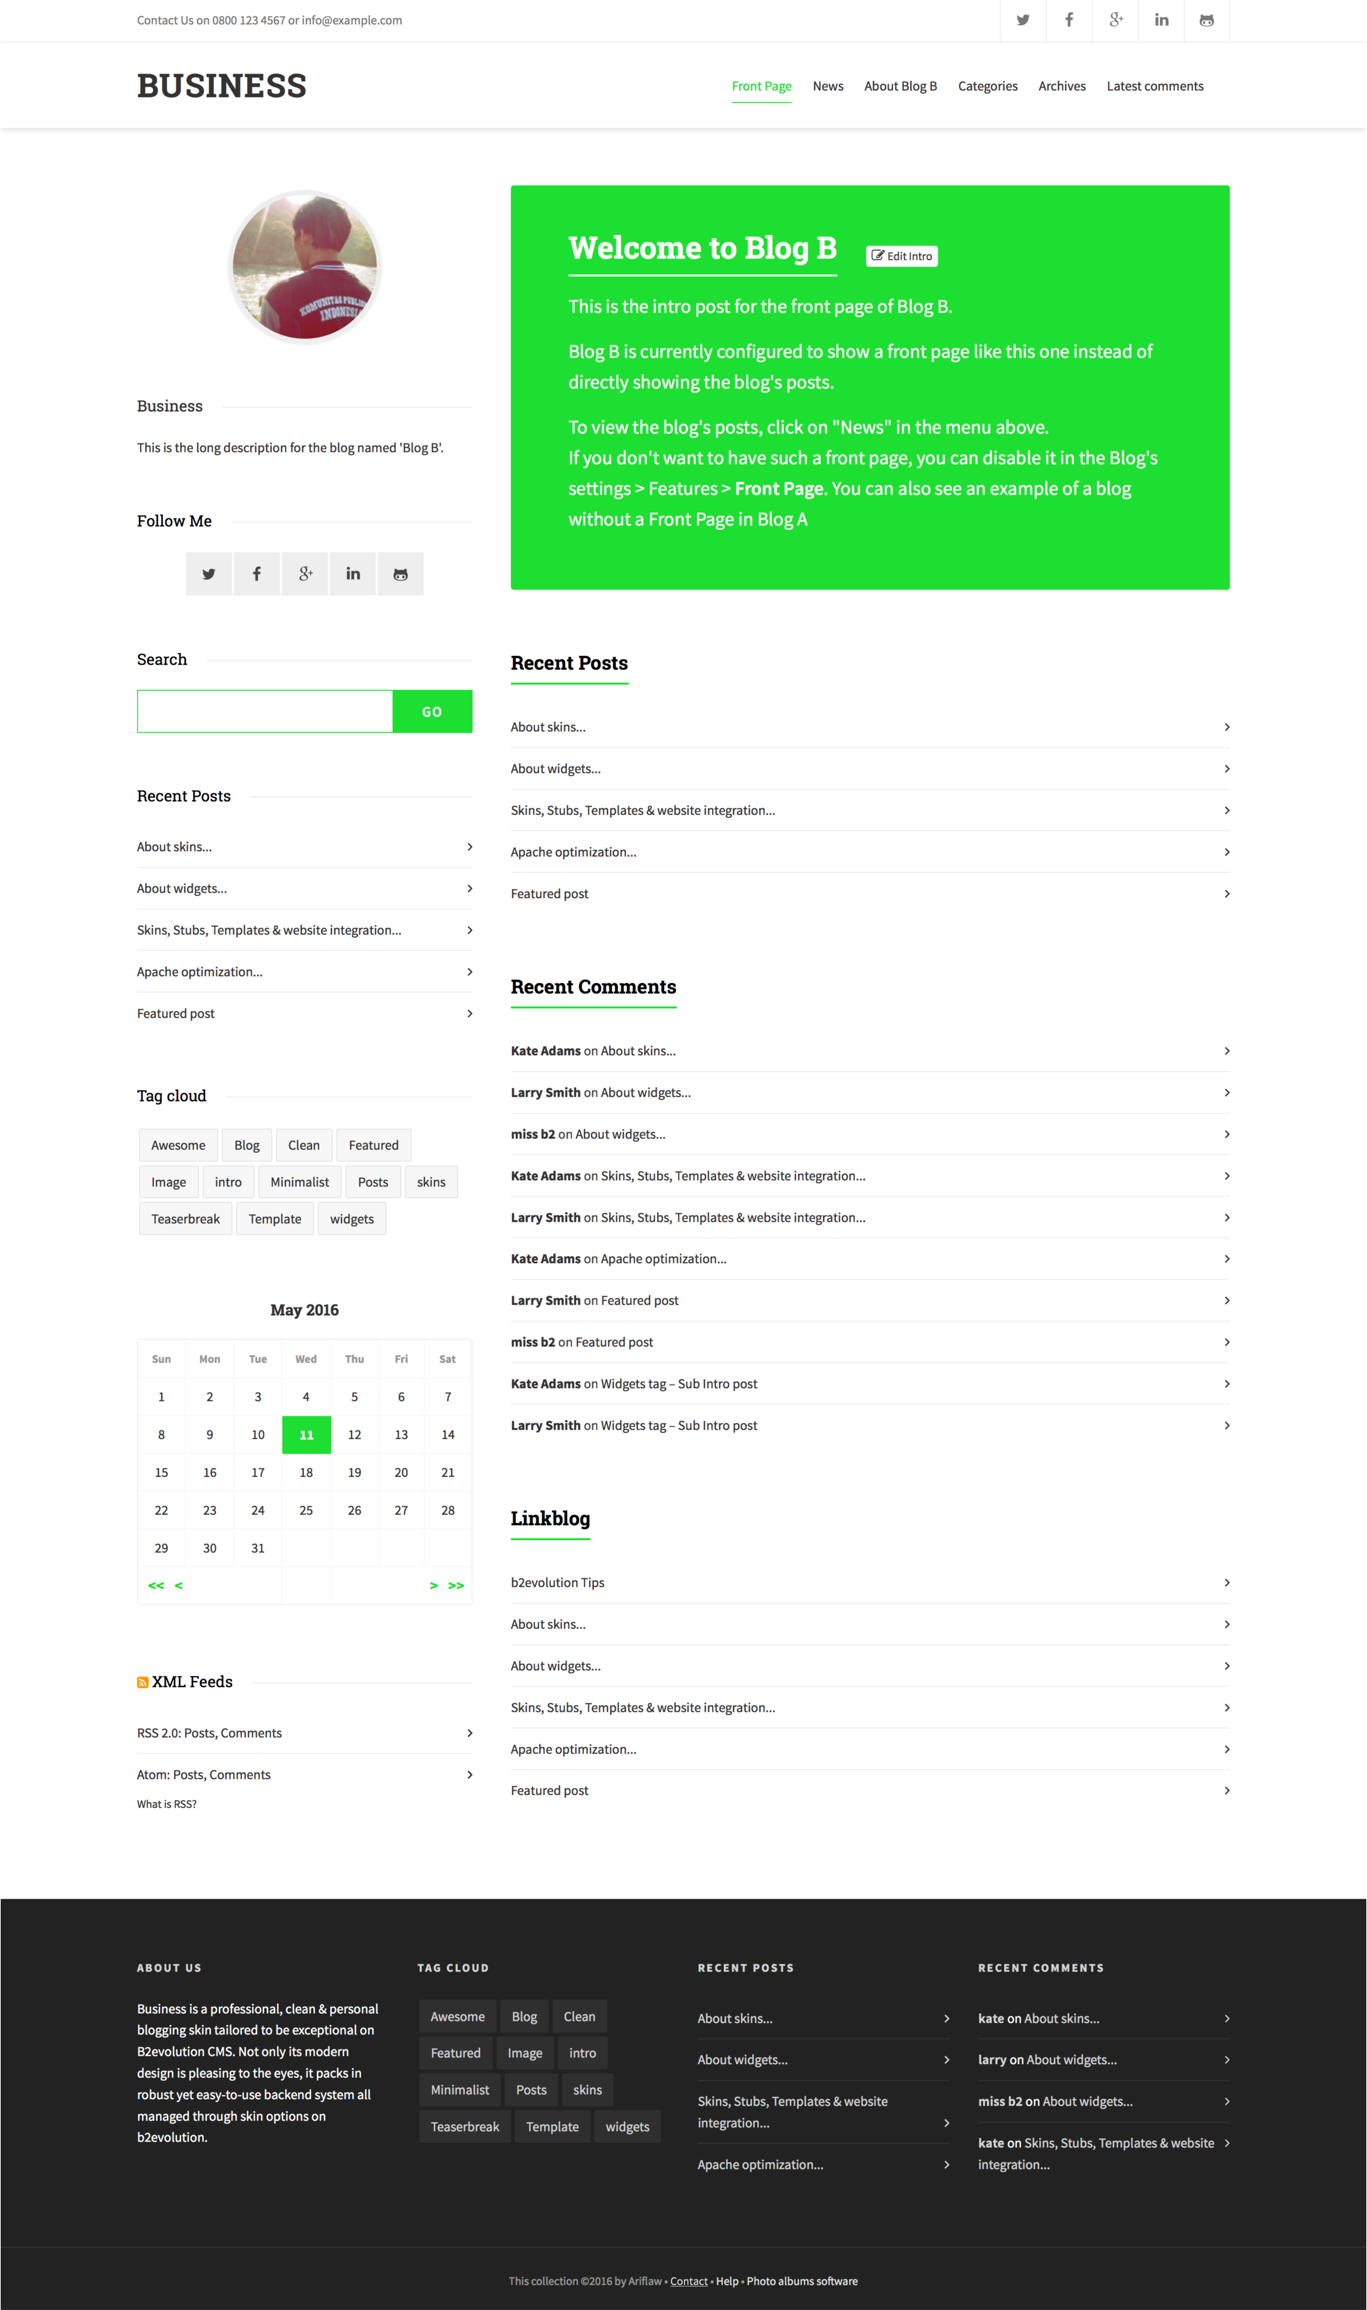 Contact Us on 0800 123 4567 or info@example.com
BUSINESS
Front Page News About Blog B Categories Archives Latest comments
KOMUNITAS PUBLIC
INDONESIA
Business
This is the long description for the blog named 'Blog B'.
Follow Me
Search
GO
Recent Posts
About skins...
About widgets...
Skins, Stubs, Templates & website integration...
Apache optimization...
Featured post
Tag cloud
Awesome Blog Clean Featured
Image intro Minimalist Posts skins
Teaserbreak Template widgets
May 2016
Sun Mon Tue Wed Thu Fri Sat
1 2 3 4 5 6 7
8 9 10 11 12 13 14
15 16 17 18 19 20 21
22 23 24 25 26 27 28
29 30 31
<< < > >>
XML Feeds
RSS 2.0: Posts, Comments
Atom: Posts, Comments
What is RSS?
Welcome to Blog B Edit Intro
This is the intro post for the front page of Blog B.
Blog B is currently configured to show a front page like this one instead of
directly showing the blog's posts.
To view the blog's posts, click on "News" in the menu above.
If you don't want to have such a front page, you can disable it in the Blog's
settings > Features > Front Page. You can also see an example of a blog
without a Front Page in Blog A
Recent Posts
About skins...
About widgets...
Skins, Stubs, Templates & website integration...
Apache optimization...
Featured post
Recent Comments
Kate Adams on About skins...
Larry Smith on About widgets...
miss b2 on About widgets...
Kate Adams on Skins, Stubs, Templates & website integration...
Larry Smith on Skins, Stubs, Templates & website integration...
Kate Adams on Apache optimization...
Larry Smith on Featured post
miss b2 on Featured post
Kate Adams on Widgets tag – Sub Intro post
Larry Smith on Widgets tag – Sub Intro post
Linkblog
b2evolution Tips
About skins...
About widgets...
Skins, Stubs, Templates & website integration...
Apache optimization...
Featured post
ABOUT US
Business is a professional, clean & personal
blogging skin tailored to be exceptional on
B2evolution CMS. Not only its modern
design is pleasing to the eyes, it packs in
robust yet easy-to-use backend system all
managed through skin options on
b2evolution.
TAG CLOUD
Awesome Blog Clean
Featured Image intro
Minimalist Posts skins
Teaserbreak Template widgets
RECENT POSTS
About skins...
About widgets...
Skins, Stubs, Templates & website
integration...
Apache optimization...
RECENT COMMENTS
kate on About skins...
larry on About widgets...
miss b2 on About widgets...
kate on Skins, Stubs, Templates & website
integration...
This collection ©2016 by Ariflaw • Contact • Help • Photo albums software